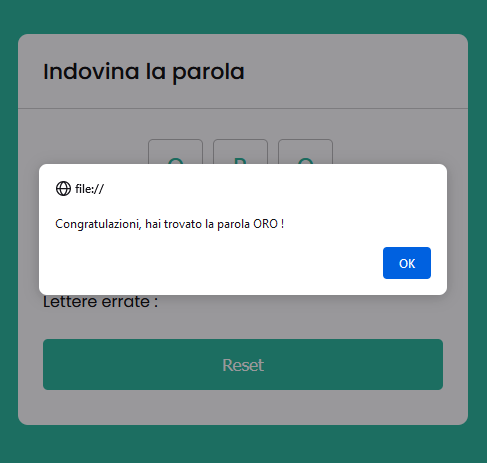 Indovina la parola
O R O
file://
Congratulazioni, hai trovato la parola ORO !
OK
Lettere errate :
Reset